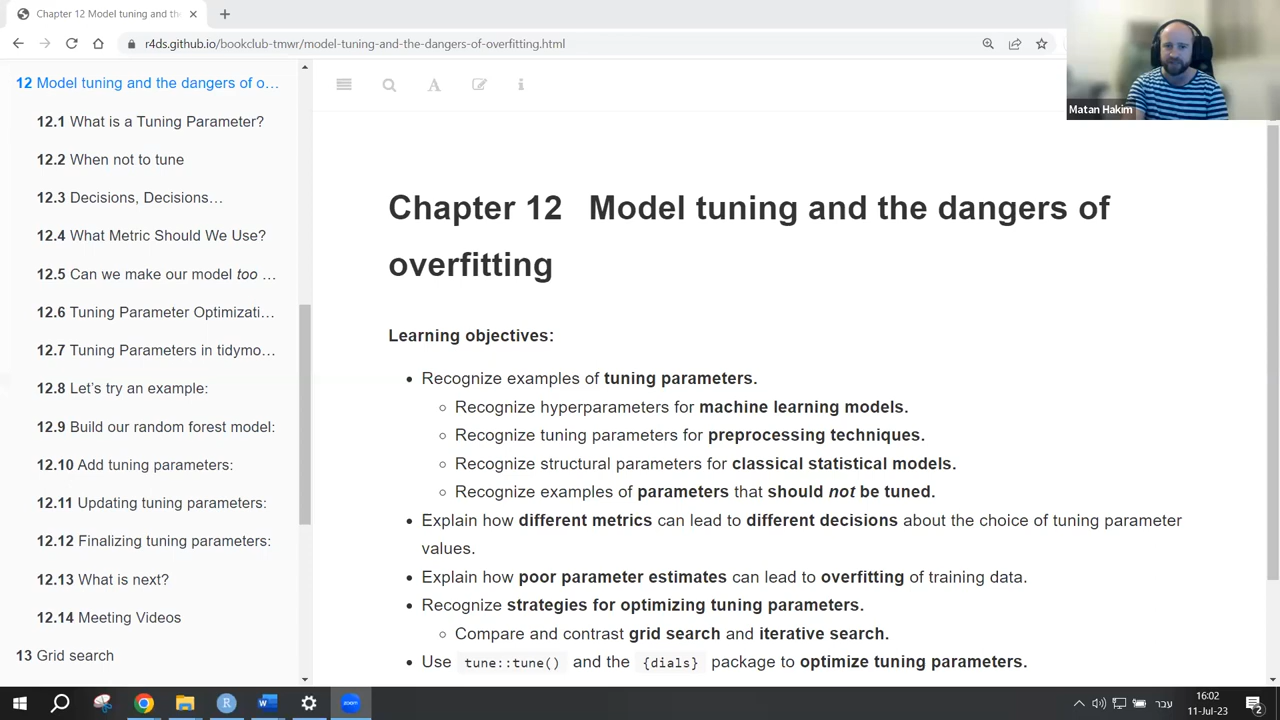 Chapter 12 Model tuning and th
r4ds.github.io/bookclub-tmwr/model-tuning-and-the-dangers-of-overfitting.html
Matan Hakim
12 Model tuning and the dangers of o…
12.1 What is a Tuning Parameter?
12.2 When not to tune
12.3 Decisions, Decisions…
12.4 What Metric Should We Use?
12.5 Can we make our model too …
12.6 Tuning Parameter Optimizati…
12.7 Tuning Parameters in tidymo…
12.8 Let’s try an example:
12.9 Build our random forest model:
12.10 Add tuning parameters:
12.11 Updating tuning parameters:
12.12 Finalizing tuning parameters:
12.13 What is next?
12.14 Meeting Videos
13 Grid search
Chapter 12 Model tuning and the dangers of
overfitting
Learning objectives:
• Recognize examples of tuning parameters.
◦ Recognize hyperparameters for machine learning models.
◦ Recognize tuning parameters for preprocessing techniques.
◦ Recognize structural parameters for classical statistical models.
◦ Recognize examples of parameters that should not be tuned.
• Explain how different metrics can lead to different decisions about the choice of tuning parameter
values.
• Explain how poor parameter estimates can lead to overfitting of training data.
• Recognize strategies for optimizing tuning parameters.
◦ Compare and contrast grid search and iterative search.
• Use tune::tune() and the {dials} package to optimize tuning parameters.
zoom
עבר
16:02
11-Jul-23
2